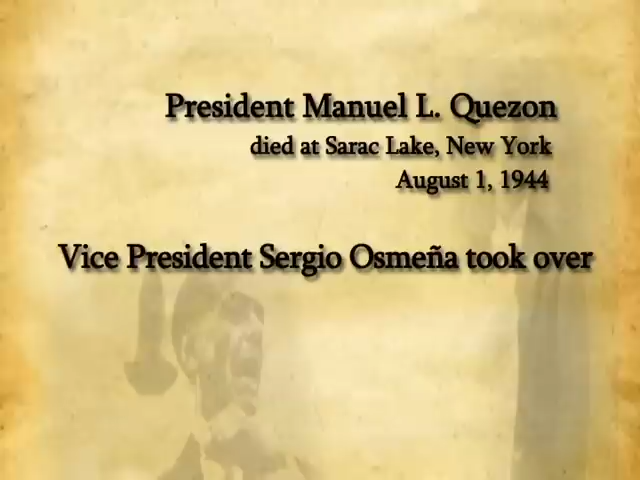 President Manuel L. Quezon
died at Sarac Lake, New York
August 1, 1944
Vice President Sergio Osmeña took over